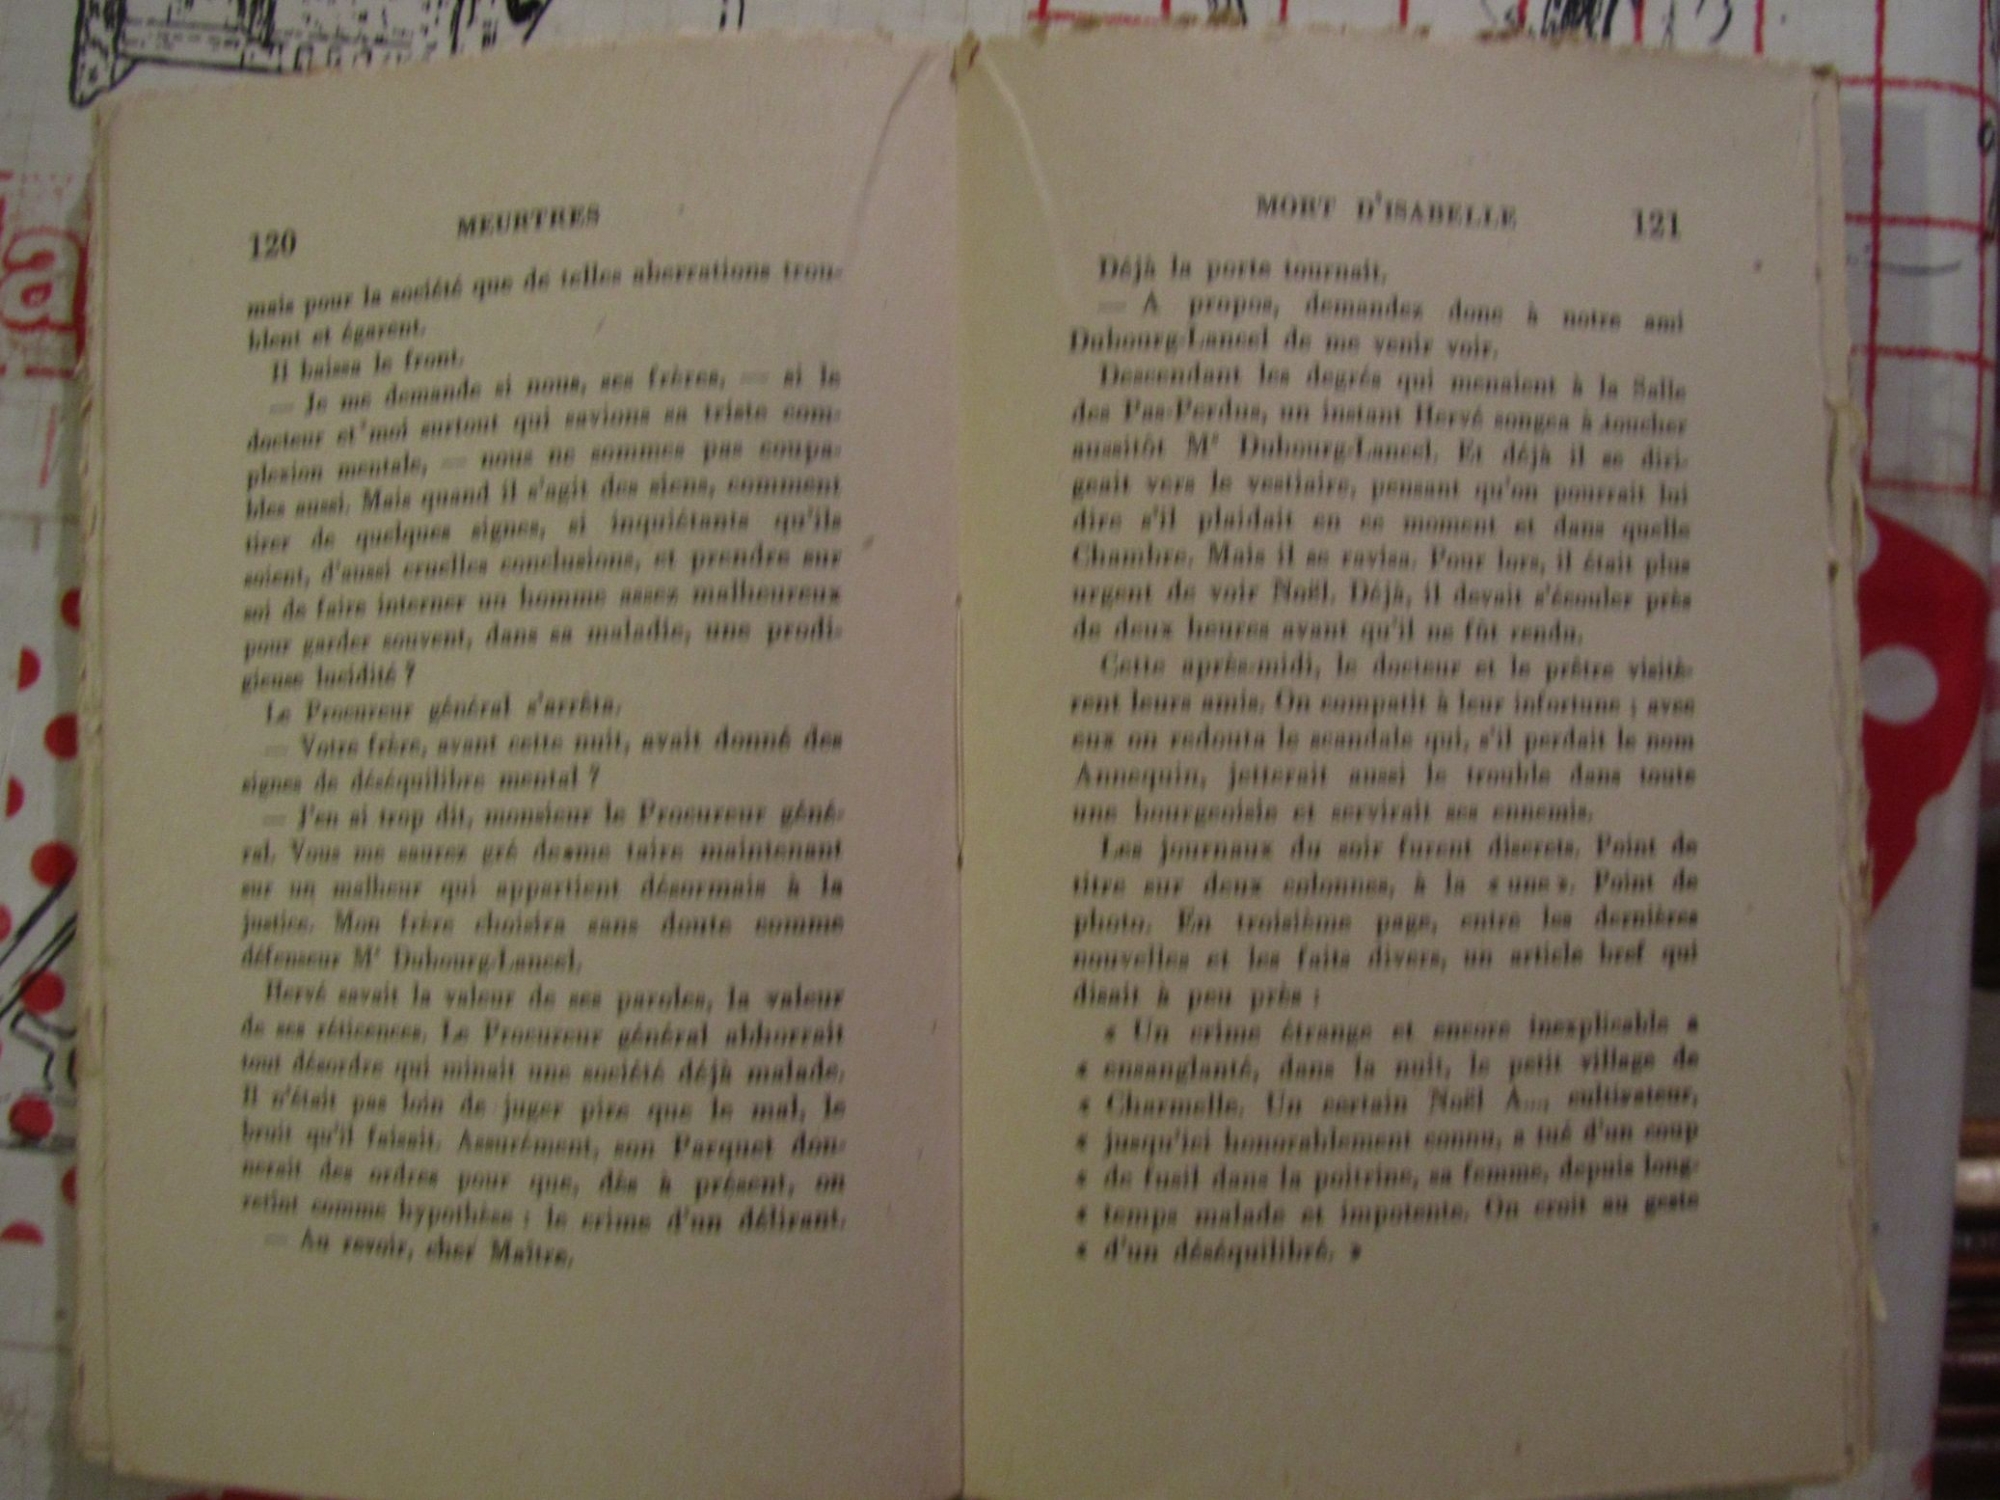 120 MEURTRES
mais pour la société que de telles aberrations trou-
blent et égarent.
Il baissa le front.
— Je me demande si nous, ses frères, — si le
docteur et moi surtout qui savions sa triste com-
plexion mentale, — nous ne sommes pas coupa-
bles aussi. Mais quand il s'agit des siens, comment
tirer de quelques signes, si inquiétants qu'ils
soient, d'aussi cruelles conclusions, et prendre sur
soi de faire interner un homme assez malheureux
pour garder souvent, dans sa maladie, une prodi-
gieuse lucidité ?
Le Procureur général s'arrêta.
— Votre frère, avant cette nuit, avait donné des
signes de déséquilibre mental ?
— J'en ai trop dit, monsieur le Procureur géné-
ral. Vous me saurez gré de me taire maintenant
sur un malheur qui appartient désormais à la
justice. Mon frère choisira sans doute comme
défenseur Mᵉ Dubourg-Lancel.
Hervé savait la valeur de ses paroles, la valeur
de ses réticences. Le Procureur général abhorrait
tout désordre qui minait une société déjà malade.
Il n'était pas loin de juger pire que le mal, le
bruit qu'il faisait. Assurément, son Parquet don-
nerait des ordres pour que, dès à présent, on
retint comme hypothèse : le crime d'un délirant.
— Au revoir, cher Maître.
MORT D'ISABELLE 121
Déjà la porte tournait.
— A propos, demandez donc à notre ami
Dubourg-Lancel de me venir voir.
Descendant les degrés qui menaient à la Salle
des Pas-Perdus, un instant Hervé songea à toucher
aussitôt Mᵉ Dubourg-Lancel. Et déjà il se diri-
geait vers le vestiaire, pensant qu'on pourrait lui
dire s'il plaidait en ce moment et dans quelle
Chambre. Mais il se ravisa. Pour lors, il était plus
urgent de voir Noël. Déjà, il devait s'écouler près
de deux heures avant qu'il ne fût rendu.
Cette après-midi, le docteur et le prêtre visitè-
rent leurs amis. On compatit à leur infortune ; avec
eux on redouta le scandale qui, s'il perdait le nom
Annequin, jetterait aussi le trouble dans toute
une bourgeoisie et servirait ses ennemis.
Les journaux du soir furent discrets. Point de
titre sur deux colonnes, à la « une ». Point de
photo. En troisième page, entre les dernières
nouvelles et les faits divers, un article bref qui
disait à peu près :
« Un crime étrange et encore inexplicable a
« ensanglanté, dans la nuit, le petit village de
« Charmelle. Un certain Noël A..., cultivateur,
« jusqu'ici honorablement connu, a tué d'un coup
« de fusil dans la poitrine, sa femme, depuis long-
« temps malade et impotente. On croit au geste
« d'un déséquilibré. »